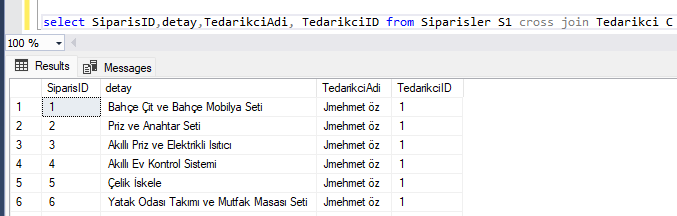 select SiparisID,detay,TedarikciAdi, TedarikciID from Siparisler S1 cross join Tedarikci C
100 %
Results Messages
SiparisID detay TedarikciAdi TedarikciID
1 1 Bahçe Çit ve Bahçe Mobilya Seti Jmehmet öz 1
2 2 Priz ve Anahtar Seti Jmehmet öz 1
3 3 Akıllı Priz ve Elektrikli Isıtıcı Jmehmet öz 1
4 4 Akıllı Ev Kontrol Sistemi Jmehmet öz 1
5 5 Çelik İskele Jmehmet öz 1
6 6 Yatak Odası Takımı ve Mutfak Masası Seti Jmehmet öz 1